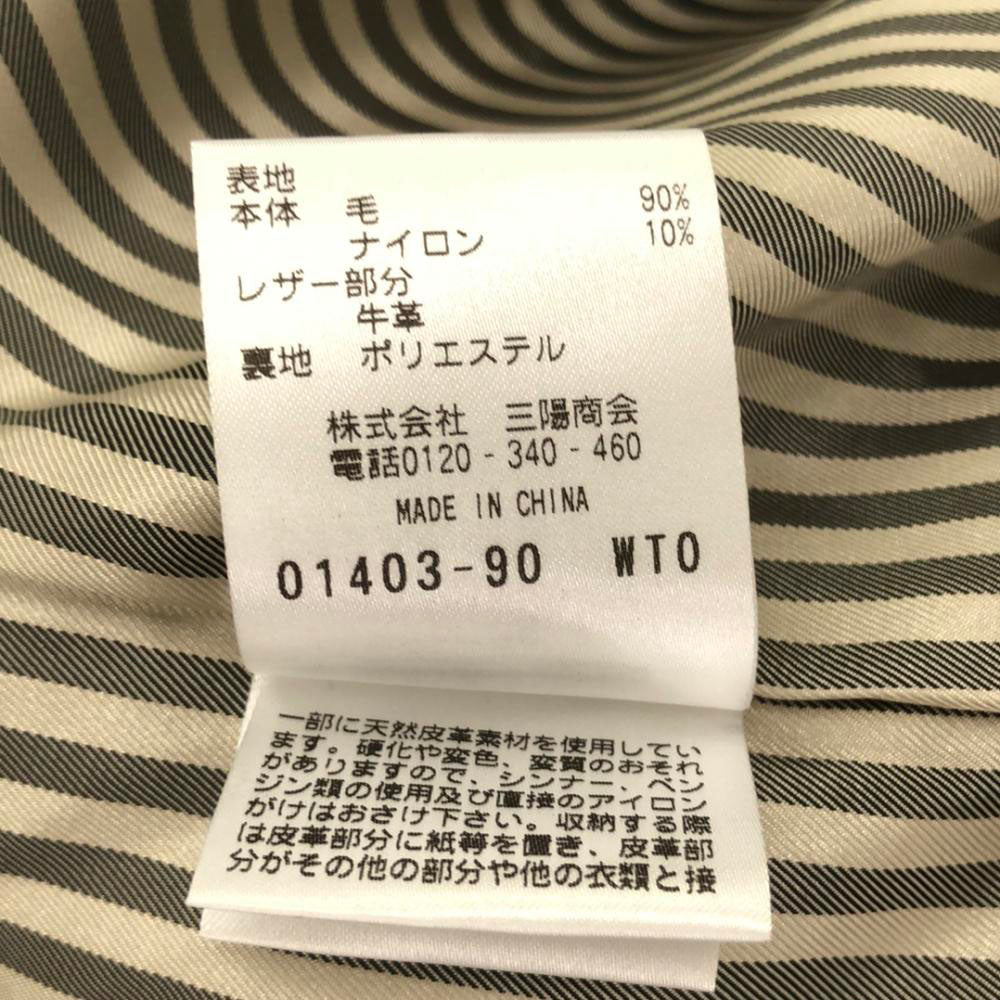 表地
本体 毛 90%
ナイロン 10%
レザー部分
牛革
裏地 ポリエステル
株式会社 三陽商会
電話0120-340-460
MADE IN CHINA
01403-90 WT0
一部に天然皮革素材を使用してい
ます。硬化や変色、変質のおそれ
がありますので、シンナー、ベン
ジン類の使用及び直接のアイロン
がけはおさけ下さい。収納する際
は皮革部分に紙等を置き、皮革部
分がその他の部分や他の衣類と接